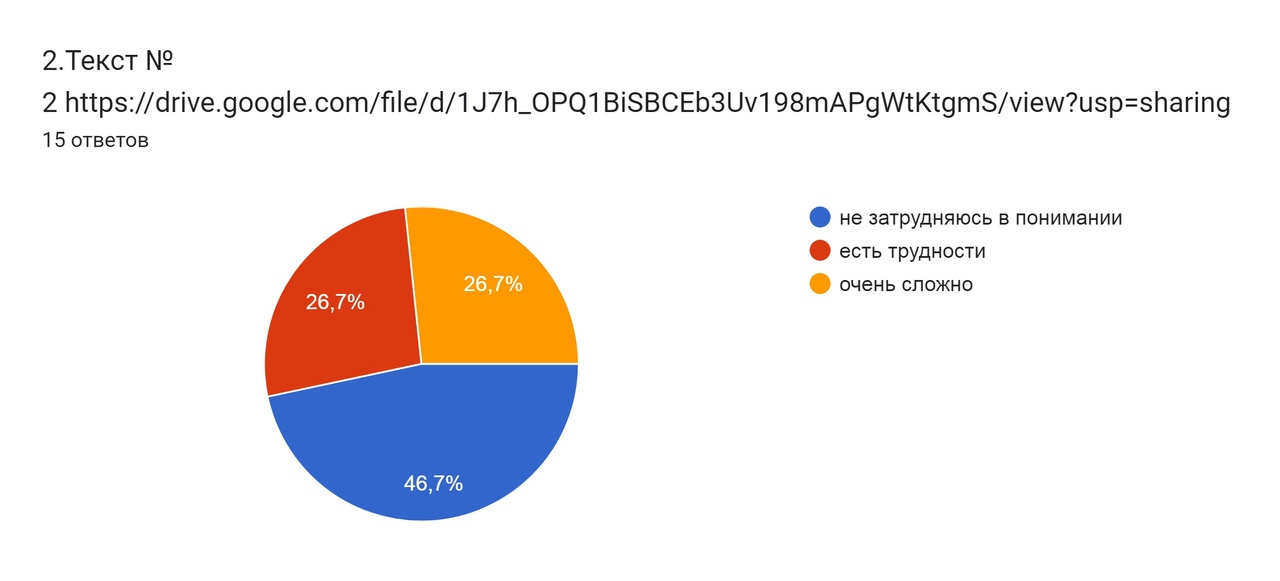 2.Текст №
2 https://drive.google.com/file/d/1J7h_OPQ1BiSBCEb3Uv198mAPgWtKtgmS/view?usp=sharing
15 ответов
не затрудняюсь в понимании
есть трудности
очень сложно
26,7%
26,7%
46,7%